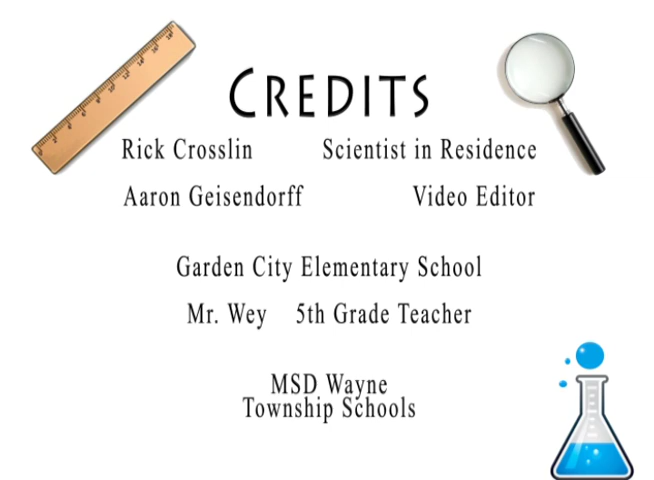 CREDITS
Rick Crosslin Scientist in Residence
Aaron Geisendorff Video Editor
Garden City Elementary School
Mr. Wey 5th Grade Teacher
MSD Wayne
Township Schools